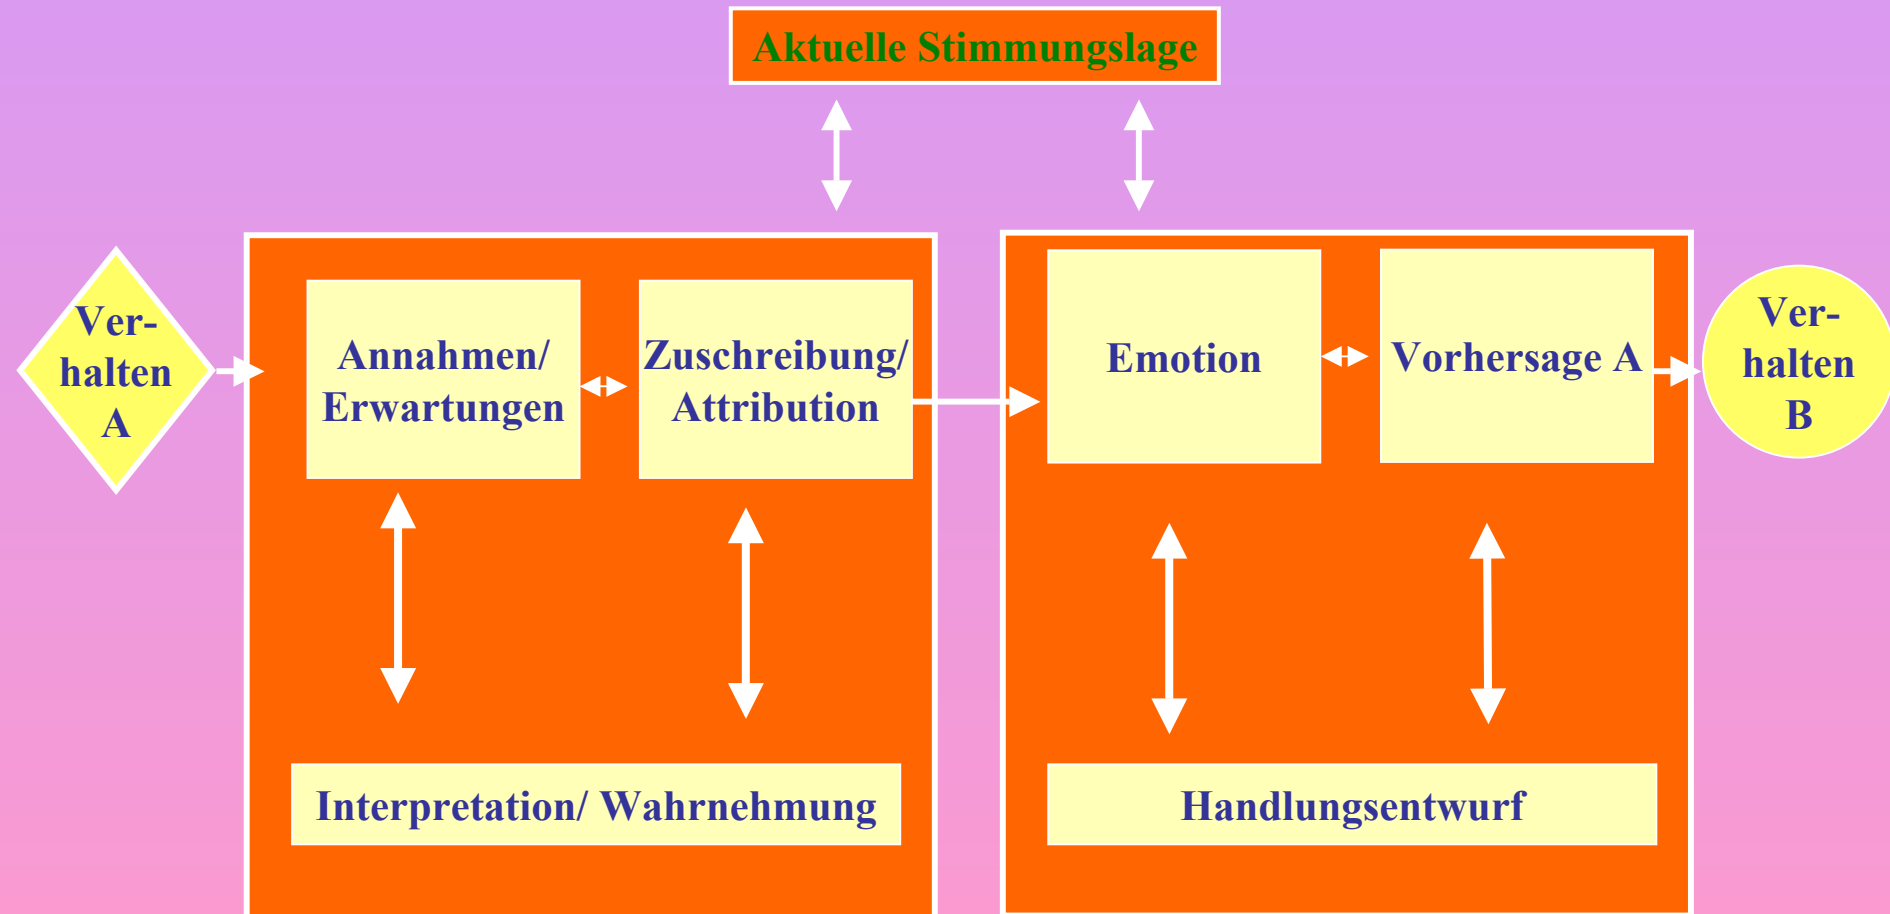 Aktuelle Stimmungslage
Ver-
halten
A
Annahmen/
Erwartungen
Zuschreibung/
Attribution
Emotion
Vorhersage A
Ver-
halten
B
Interpretation/ Wahrnehmung
Handlungsentwurf